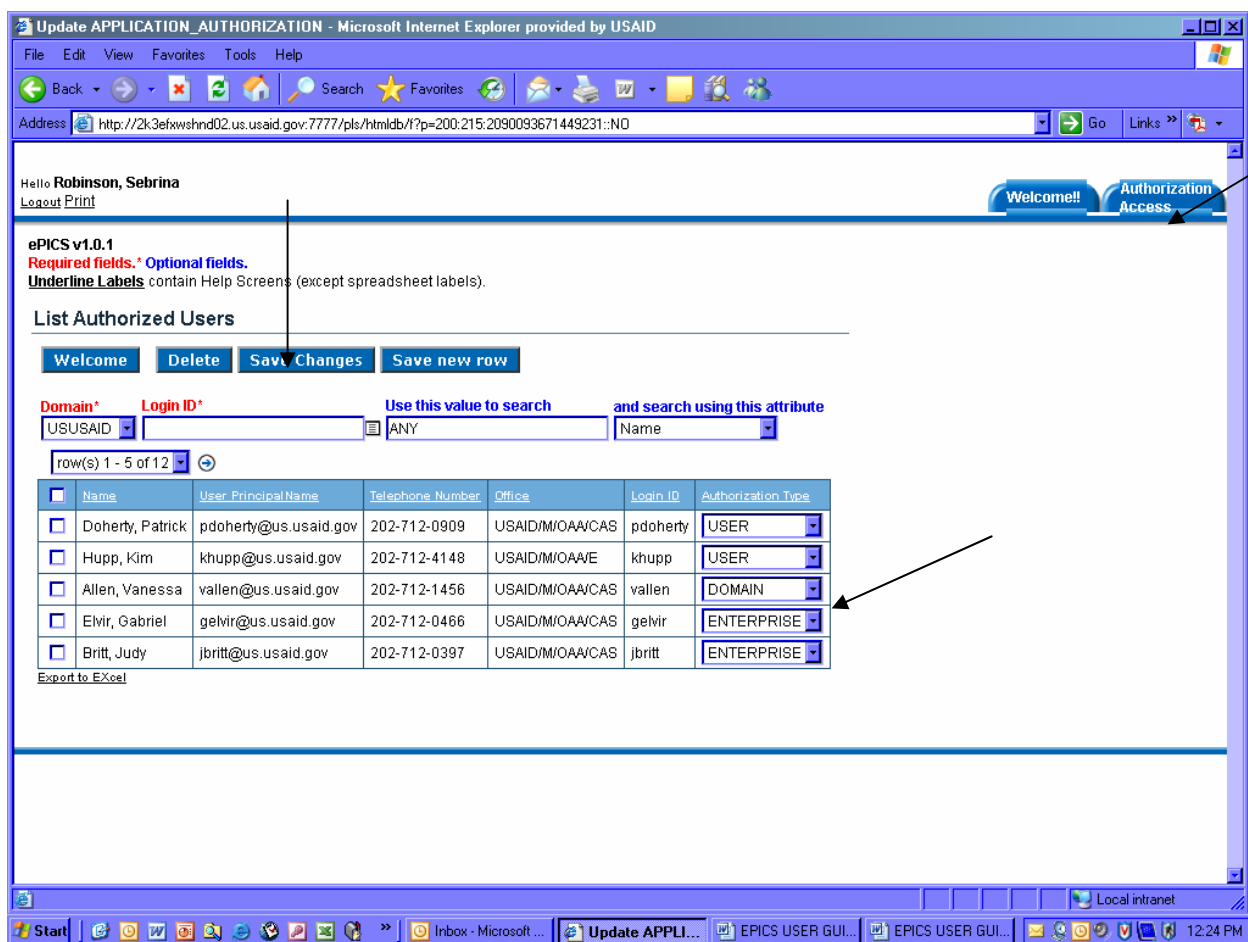 Update APPLICATION_AUTHORIZATION - Microsoft Internet Explorer provided by USAID
File Edit View Favorites Tools Help
Back Search Favorites
Address http://2k3efxwshnd02.us.usaid.gov:7777/pls/htmldb/f?p=200:215:2090093671449231::NO Go Links »
Hello Robinson, Sebrina
Logout Print
Welcome!! Authorization Access
ePICS v1.0.1
Required fields.* Optional fields.
Underline Labels contain Help Screens (except spreadsheet labels).
List Authorized Users
Welcome Delete Save Changes Save new row
Domain* Login ID* Use this value to search and search using this attribute
USUSAID ANY Name
row(s) 1 - 5 of 12
Name User Principal Name Telephone Number Office Login ID Authorization Type
Doherty, Patrick pdoherty@us.usaid.gov 202-712-0909 USAID/M/OAA/CAS pdoherty USER
Hupp, Kim khupp@us.usaid.gov 202-712-4148 USAID/M/OAA/E khupp USER
Allen, Vanessa vallen@us.usaid.gov 202-712-1456 USAID/M/OAA/CAS vallen DOMAIN
Elvir, Gabriel gelvir@us.usaid.gov 202-712-0466 USAID/M/OAA/CAS gelvir ENTERPRISE
Britt, Judy jbritt@us.usaid.gov 202-712-0397 USAID/M/OAA/CAS jbritt ENTERPRISE
Export to EXcel
Local intranet
Start » Inbox - Microsoft ... Update APPLI... EPICS USER GUI... EPICS USER GUI... 12:24 PM